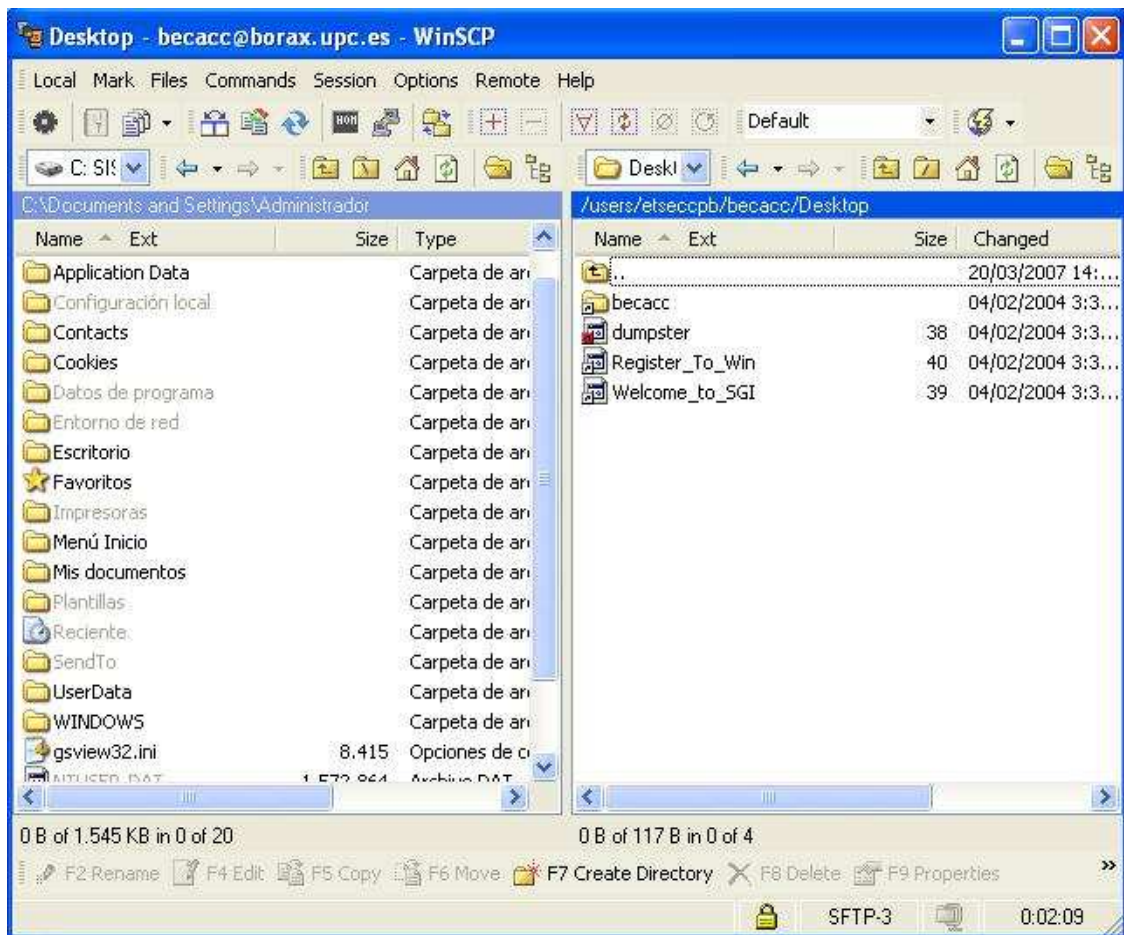 Desktop - becacc@borax.upc.es - WinSCP
Local Mark Files Commands Session Options Remote Help
Default
C: SIS
Deskt
C:\Documents and Settings\Administrador
/users/etseccpb/becacc/Desktop
Name Ext Size Type
Name Ext Size Changed
Application Data Carpeta de ar
Configuración local Carpeta de ar
Contacts Carpeta de ar
Cookies Carpeta de ar
Datos de programa Carpeta de ar
Entorno de red Carpeta de ar
Escritorio Carpeta de ar
Favoritos Carpeta de ar
Impresoras Carpeta de ar
Menú Inicio Carpeta de ar
Mis documentos Carpeta de ar
Plantillas Carpeta de ar
Reciente Carpeta de ar
SendTo Carpeta de ar
UserData Carpeta de ar
WINDOWS Carpeta de ar
gsview32.ini 8.415 Opciones de c
NTUSER.DAT 1.572.864 Archivo DAT
.. 20/03/2007 14:...
becacc 04/02/2004 3:3...
dumpster 38 04/02/2004 3:3...
Register_To_Win 40 04/02/2004 3:3...
Welcome_to_SGI 39 04/02/2004 3:3...
0 B of 1.545 KB in 0 of 20
0 B of 117 B in 0 of 4
F2 Rename F4 Edit F5 Copy F6 Move F7 Create Directory F8 Delete F9 Properties »
SFTP-3 0:02:09